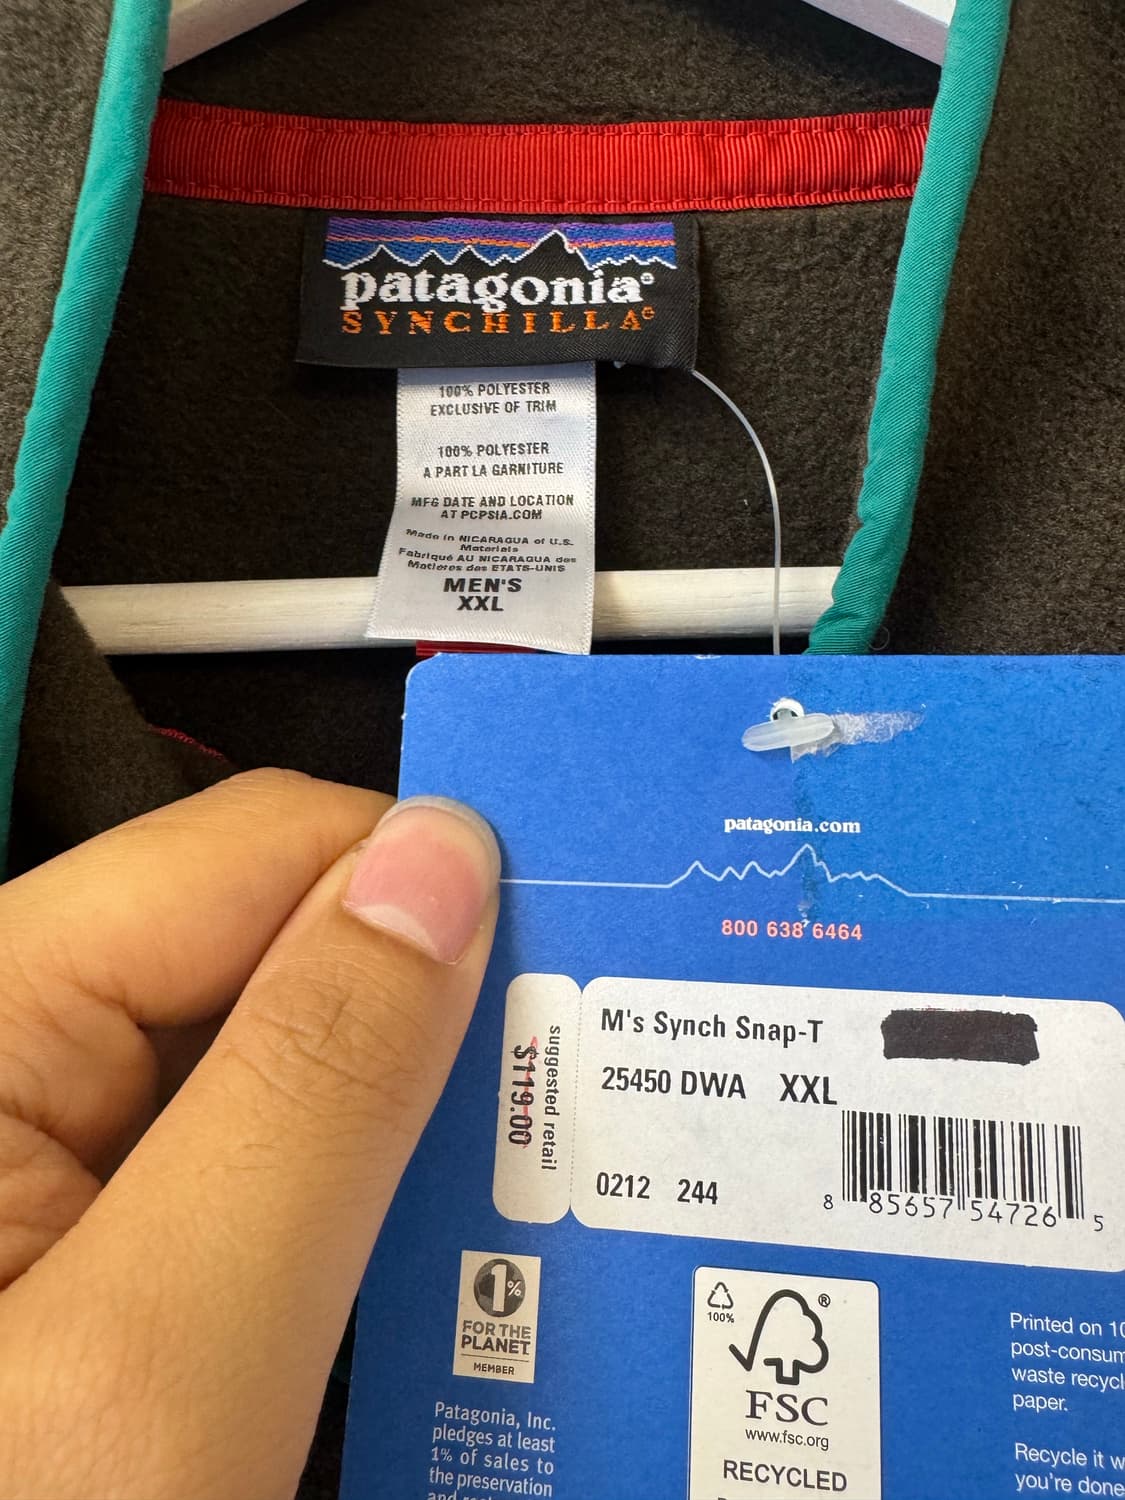 patagonia®
SYNCHILLA®
100% POLYESTER
EXCLUSIVE OF TRIM
100% POLYESTER
A PART LA GARNITURE
MFG DATE AND LOCATION
AT PCPSIA.COM
Made in NICARAGUA of U.S.
Materials
Fabriqué AU NICARAGUA des
Matières des ETATS-UNIS
MEN'S
XXL
patagonia.com
800 638 6464
suggested retail
$119.00
M's Synch Snap-T
25450 DWA XXL
0212 244
8 85657 54726 5
1%
FOR THE
PLANET
MEMBER
Patagonia, Inc.
pledges at least
1% of sales to
the preservation
100%
®
FSC
www.fsc.org
RECYCLED
Printed on
post-consum
waste recycl
paper.
Recycle it w
you're done